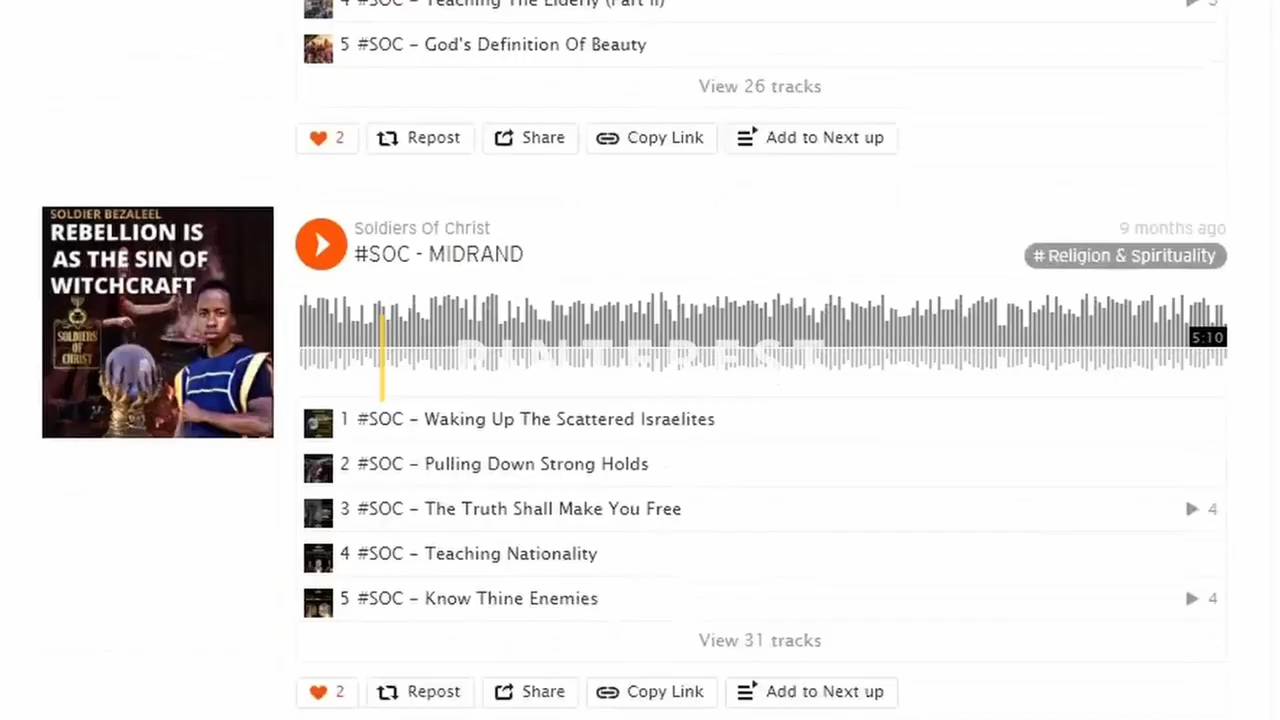 4 #SOC – Teaching The Elderly (Part II)
3
5 #SOC – God's Definition Of Beauty
View 26 tracks
2 Repost Share Copy Link Add to Next up
SOLDIER BEZALEEL
REBELLION IS
AS THE SIN OF
WITCHCRAFT
SOLDIERS
OF
CHRIST
Soldiers Of Christ
9 months ago
#SOC - MIDRAND
# Religion & Spirituality
5:10
PINTEREST
1 #SOC – Waking Up The Scattered Israelites
2 #SOC – Pulling Down Strong Holds
3 #SOC – The Truth Shall Make You Free
4
4 #SOC – Teaching Nationality
5 #SOC – Know Thine Enemies
4
View 31 tracks
2 Repost Share Copy Link Add to Next up